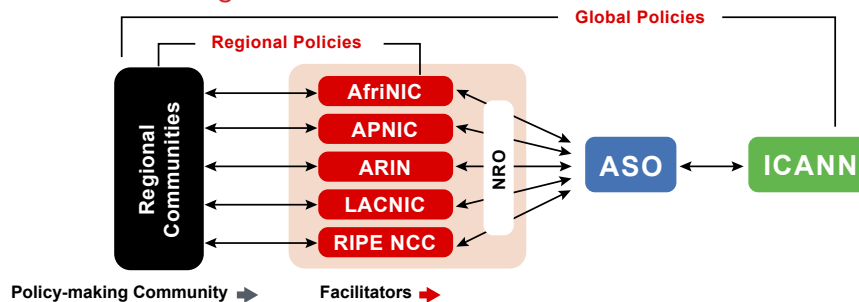 Global Policies
Regional Policies
Regional
Communities
AfriNIC
APNIC
ARIN
LACNIC
RIPE NCC
NRO
ASO
ICANN
Policy-making Community
Facilitators